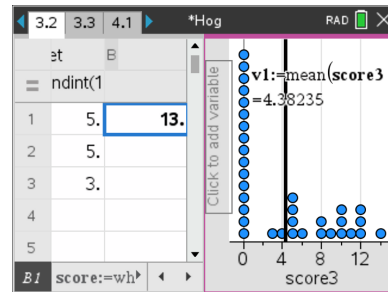 3.2 3.3 4.1 *Hog RAD
et B
= ndint(1
1 5. 13.
2 5.
3 3.
4
5
B1 score:=wh
Click to add variable
v1:=mean(score3
=4.38235
0 4 8 12
score3